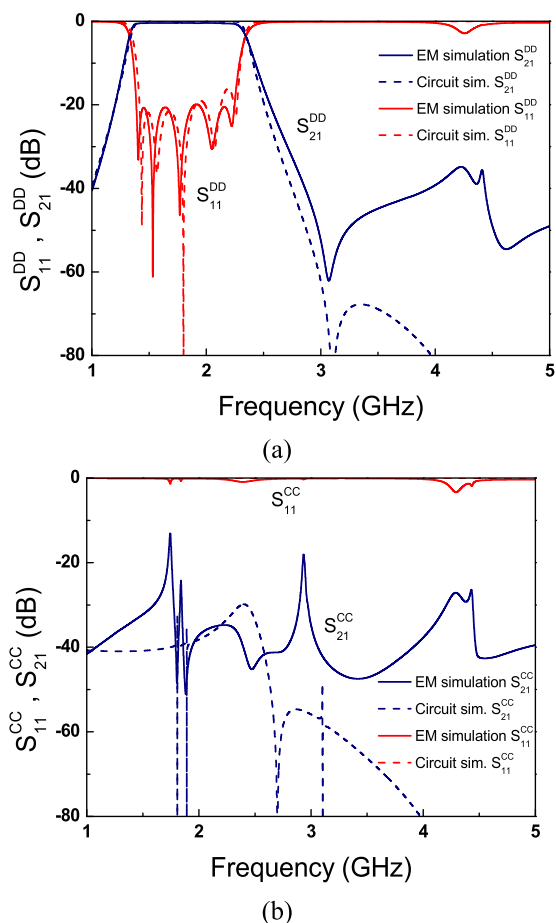 0
-20
-40
-60
-80
1
2
3
4
5
S₁₁ᴰᴰ , S₂₁ᴰᴰ (dB)
Frequency (GHz)
EM simulation S₂₁ᴰᴰ
Circuit sim. S₂₁ᴰᴰ
EM simulation S₁₁ᴰᴰ
Circuit sim. S₁₁ᴰᴰ
S₂₁ᴰᴰ
S₁₁ᴰᴰ
(a)
0
-20
-40
-60
-80
1
2
3
4
5
S₁₁ᶜᶜ , S₂₁ᶜᶜ (dB)
Frequency (GHz)
S₁₁ᶜᶜ
S₂₁ᶜᶜ
EM simulation S₂₁ᶜᶜ
Circuit sim. S₂₁ᶜᶜ
EM simulation S₁₁ᶜᶜ
Circuit sim. S₁₁ᶜᶜ
(b)